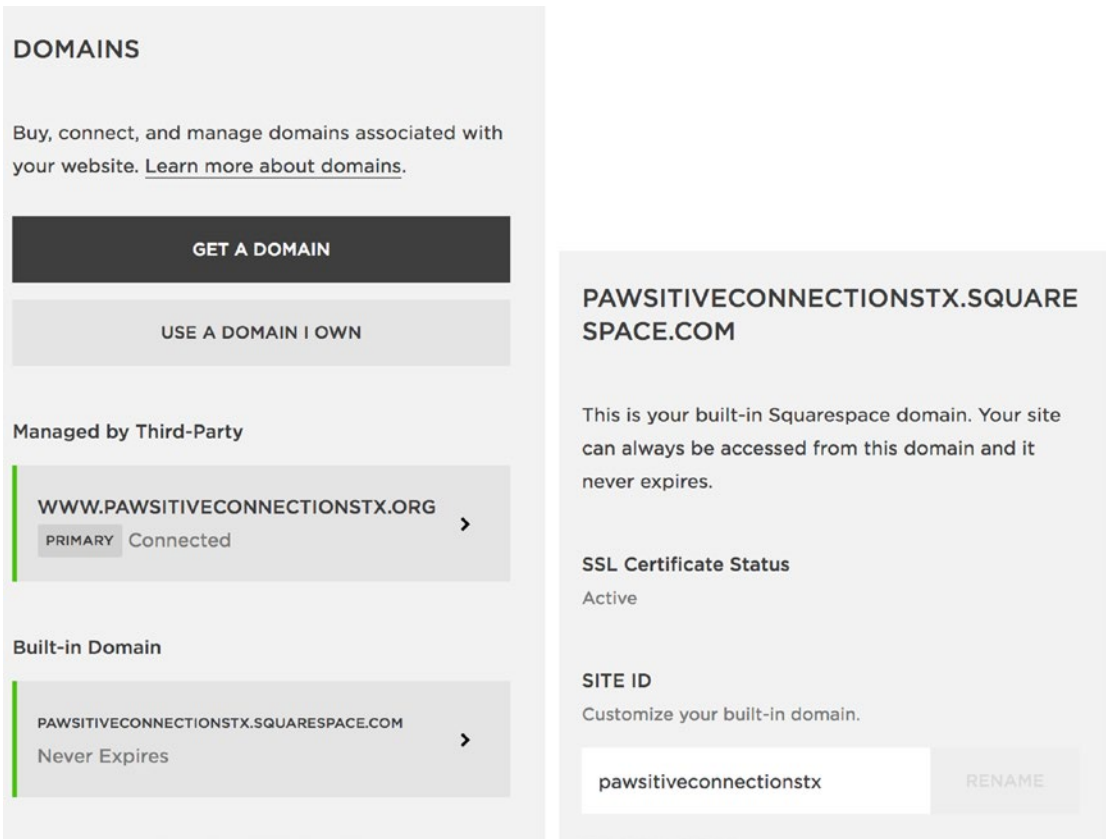 DOMAINS
Buy, connect, and manage domains associated with
your website. Learn more about domains.
GET A DOMAIN
USE A DOMAIN I OWN
Managed by Third-Party
WWW.PAWSITIVECONNECTIONSTX.ORG
PRIMARY Connected
Built-in Domain
PAWSITIVECONNECTIONSTX.SQUARESPACE.COM
Never Expires
PAWSITIVECONNECTIONSTX.SQUARE
SPACE.COM
This is your built-in Squarespace domain. Your site
can always be accessed from this domain and it
never expires.
SSL Certificate Status
Active
SITE ID
Customize your built-in domain.
pawsitiveconnectionstx RENAME